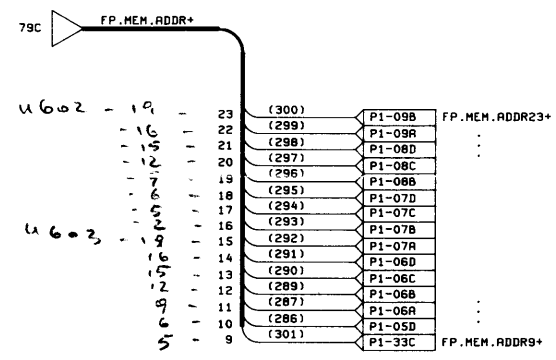 79C FP.MEM.ADDR+
u602 - 19 - 23 (300) P1-09B FP.MEM.ADDR23+
- 16 - 22 (299) P1-09A
- 15 - 21 (298) P1-08D
- 12 - 20 (297) P1-08C
- 19 (296) P1-08B
- 6 - 18 (295) P1-07D
- 5 - 17 (294) P1-07C
- 2 - 16 (293) P1-07B
u603 - 19 - 15 (292) P1-07A
16 - 14 (291) P1-06D
15 - 13 (290) P1-06C
12 - 12 (289) P1-06B
9 - 11 (287) P1-06A
6 - 10 (286) P1-05D
5 - 9 (301) P1-33C FP.MEM.ADDR9+